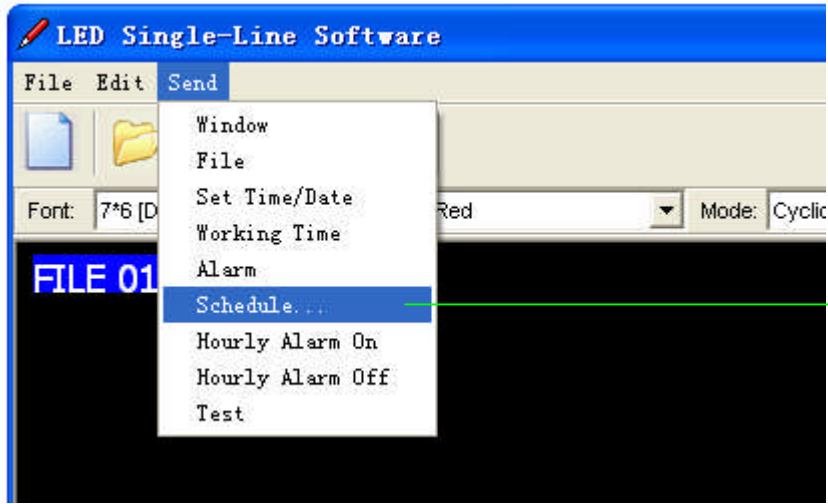 LED Single-Line Software
File Edit Send
Window
File
Set Time/Date
Font: 7*6 [D Red Mode: Cyclic
Working Time
Alarm
FILE 01
Schedule...
Hourly Alarm On
Hourly Alarm Off
Test